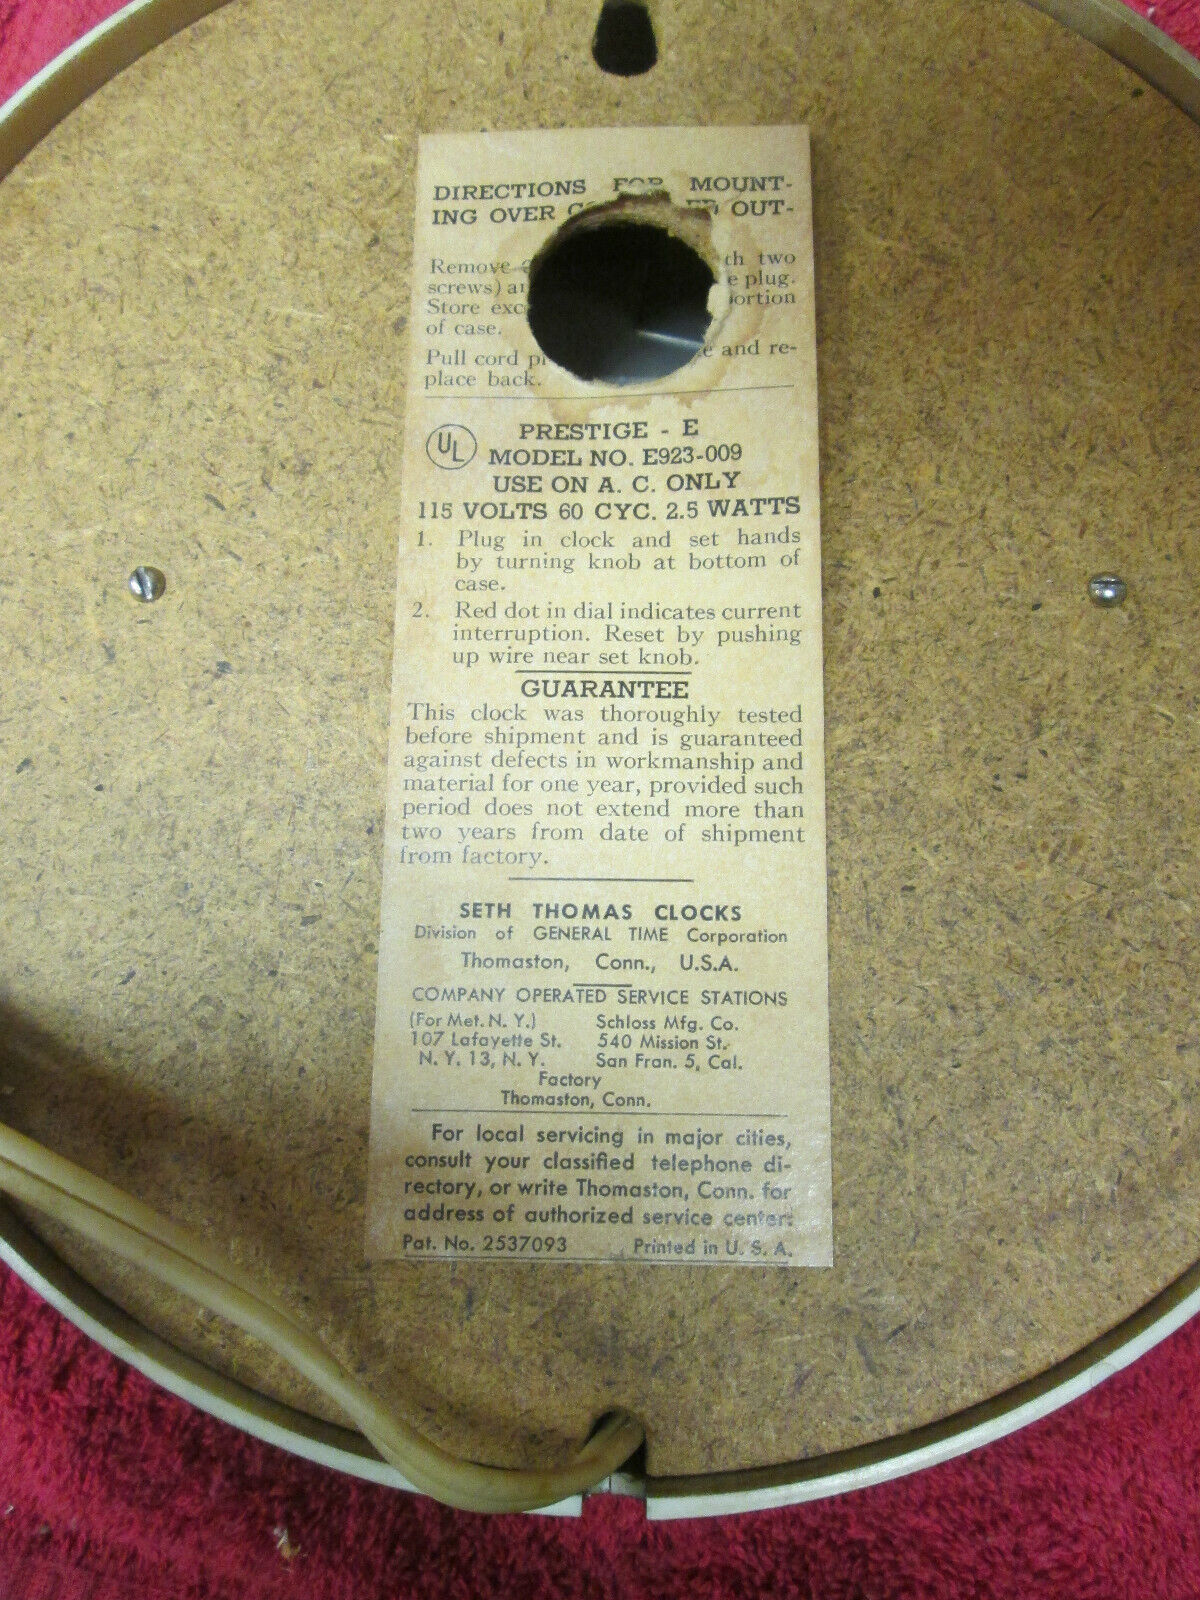 DIRECTIONS FOR MOUNT-
ING OVER OUT-
Remove th two
screws) e plug.
Store portion
of case.
Pull cord and re-
place back.
UL
PRESTIGE - E
MODEL NO. E923-009
USE ON A. C. ONLY
115 VOLTS 60 CYC. 2.5 WATTS
1. Plug in clock and set hands
by turning knob at bottom of
case.
2. Red dot in dial indicates current
interruption. Reset by pushing
up wire near set knob.
GUARANTEE
This clock was thoroughly tested
before shipment and is guaranteed
against defects in workmanship and
material for one year, provided such
period does not extend more than
two years from date of shipment
from factory.
SETH THOMAS CLOCKS
Division of GENERAL TIME Corporation
Thomaston, Conn., U.S.A.
COMPANY OPERATED SERVICE STATIONS
(For Met. N. Y.) Schloss Mfg. Co.
107 Lafayette St. 540 Mission St.
N. Y. 13, N. Y. San Fran. 5, Cal.
Factory
Thomaston, Conn.
For local servicing in major cities,
consult your classified telephone di-
rectory, or write Thomaston, Conn. for
address of authorized service center.
Pat. No. 2537093 Printed in U. S. A.